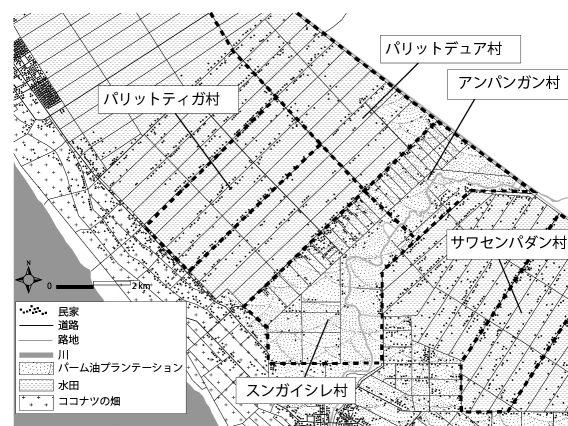 パリットデュア村
アンパンガン村
パリットティガ村
サワセンパダン村
N
0 2km
民家
道路
路地
川
パーム油プランテーション
水田
ココナツの畑
スンガイシレ村